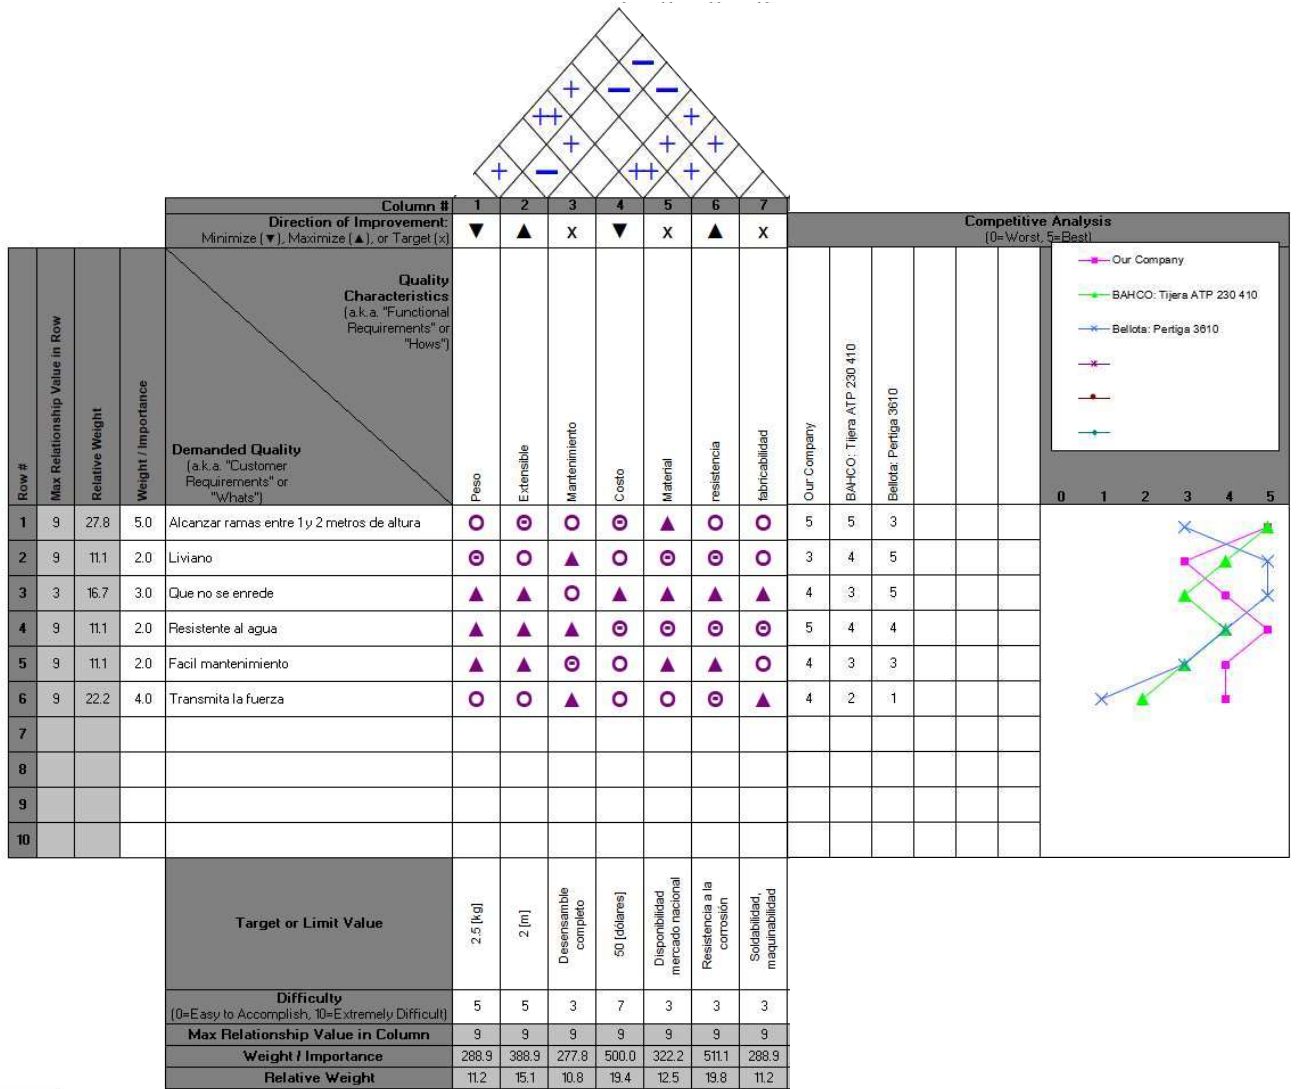 Column # 1 2 3 4 5 6 7
Direction of Improvement:
Minimize (▼), Maximize (▲), or Target (x) ▼ ▲ x ▼ x ▲ x
Competitive Analysis
(0=Worst, 5=Best)
Row #
Max Relationship Value in Row
Relative Weight
Weight / Importance
Quality
Characteristics
(a.k.a. "Functional
Requirements" or
"Hows")
Demanded Quality
(a.k.a. "Customer
Requirements" or
"Whats")
Peso
Extensible
Mantenimiento
Costo
Material
resistencia
fabricabilidad
Our Company
BAHCO: Tijera ATP 230 410
Bellota: Pertiga 3610
Our Company
BAHCO: Tijera ATP 230 410
Bellota: Pertiga 3610
0 1 2 3 4 5
1 9 27.8 5.0 Alcanzar ramas entre 1 y 2 metros de altura 5 5 3
2 9 11.1 2.0 Liviano 3 4 5
3 3 16.7 3.0 Que no se enrede 4 3 5
4 9 11.1 2.0 Resistente al agua 5 4 4
5 9 11.1 2.0 Facil mantenimiento 4 3 3
6 9 22.2 4.0 Transmita la fuerza 4 2 1
7
8
9
10
Target or Limit Value
2.5 [kg]
2 [m]
Desensamble
completo
50 [dólares]
Disponibilidad
mercado nacional
Resistencia a la
corrosión
Soldabilidad,
maquinabilidad
Difficulty
(0=Easy to Accomplish, 10=Extremely Difficult) 5 5 3 7 3 3 3
Max Relationship Value in Column 9 9 9 9 9 9 9
Weight / Importance 288.9 388.9 277.8 500.0 322.2 511.1 288.9
Relative Weight 11.2 15.1 10.8 19.4 12.5 19.8 11.2